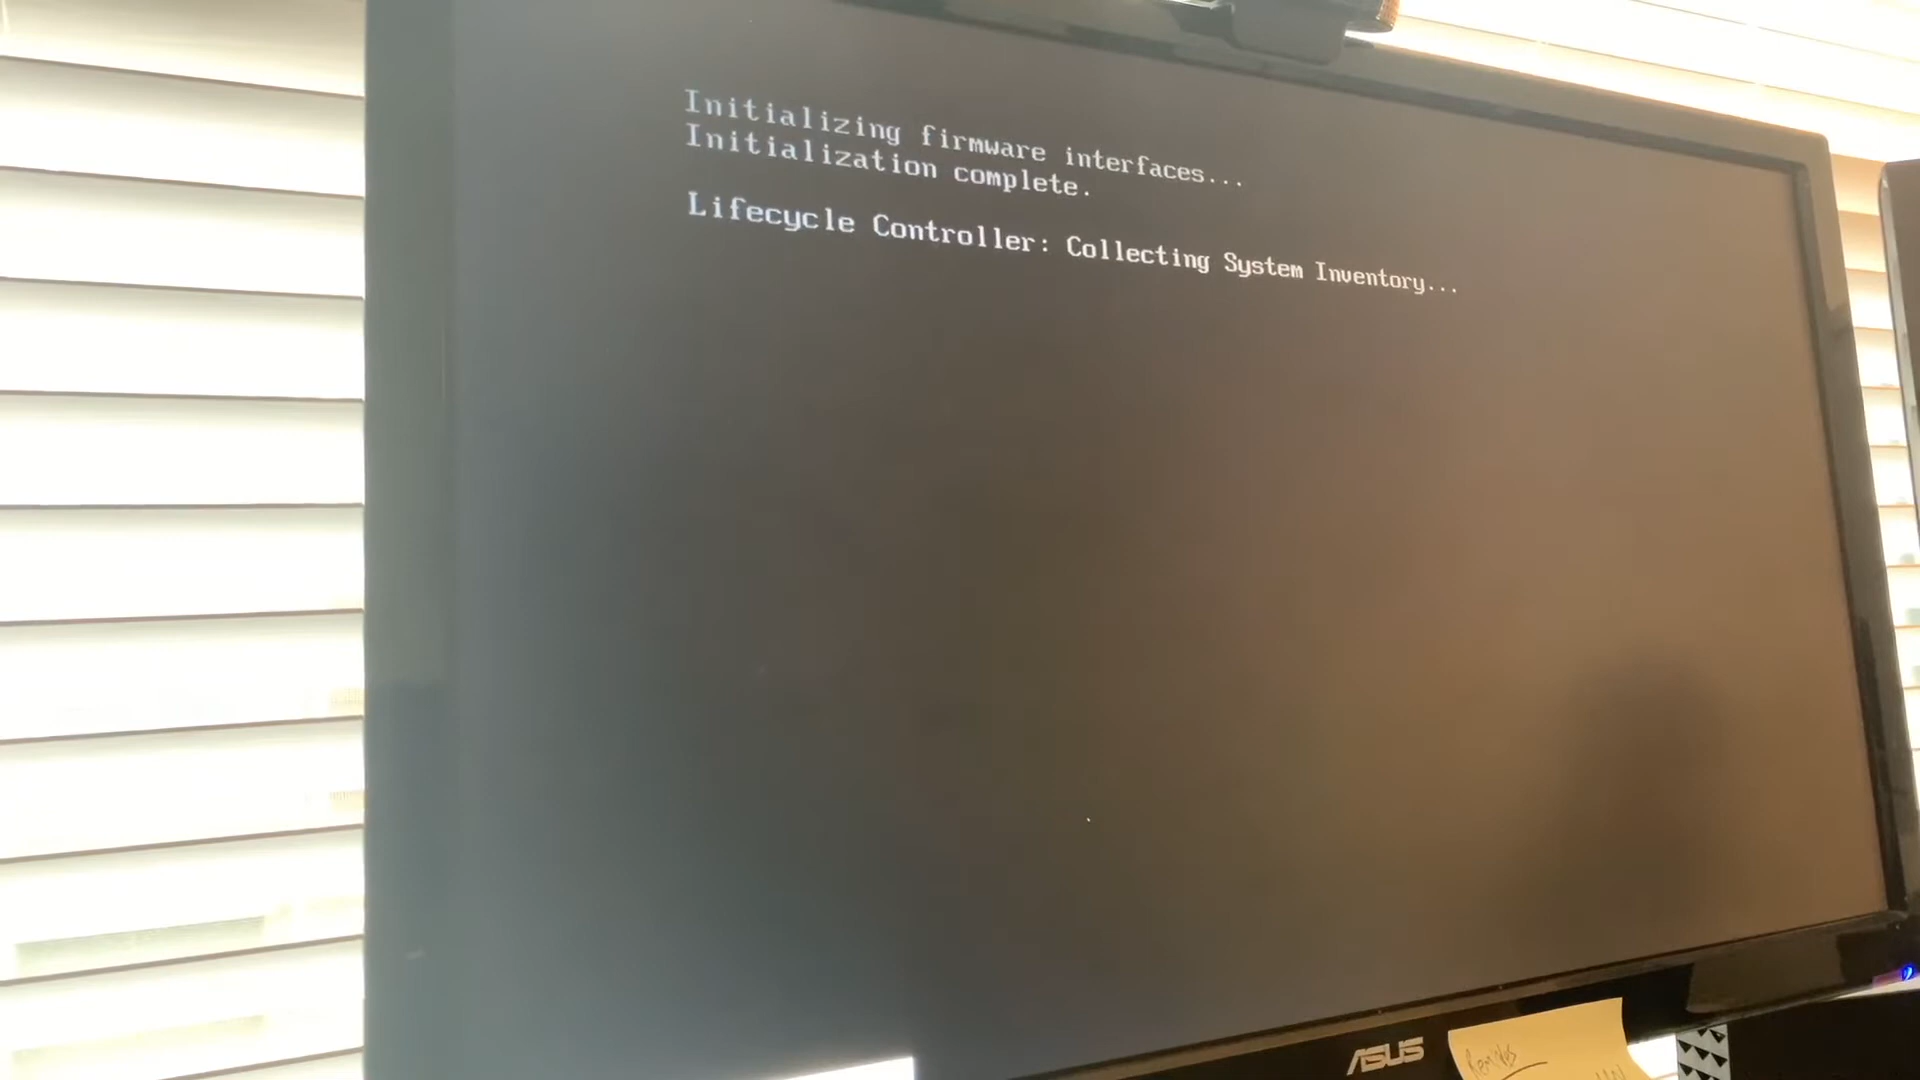 Initializing firmware interfaces...
Initialization complete.
Lifecycle Controller: Collecting System Inventory...
ASUS